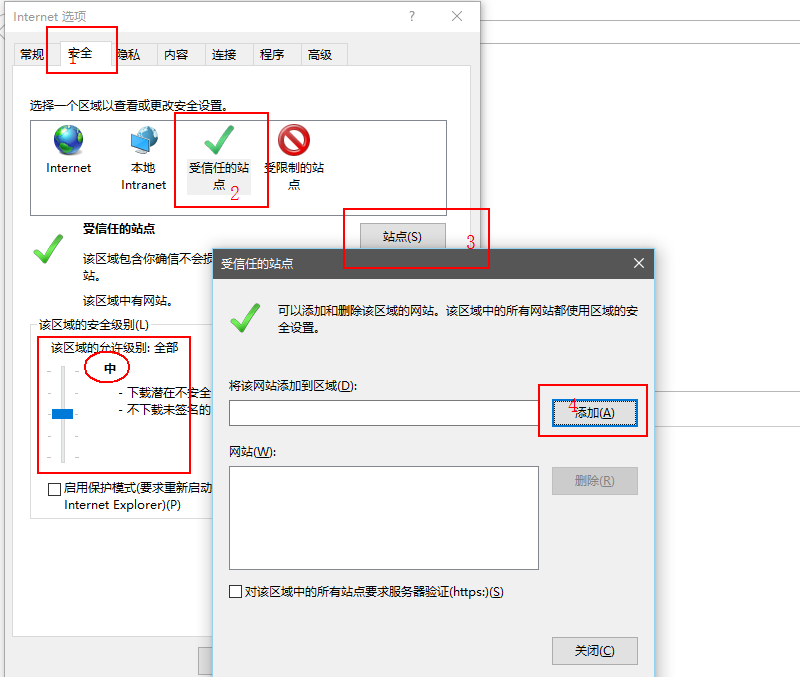 Internet 选项
?
常规 安全 隐私 内容 连接 程序 高级
1
选择一个区域以查看或更改安全设置。
Internet
本地
Intranet
受信任的站
点
2
受限制的站
点
受信任的站点
站点(S)
3
该区域包含你确信不会损
站。
该区域中有网站。
该区域的安全级别(L)
该区域的允许级别: 全部
中
- 下载潜在不安全
- 不下载未签名的
启用保护模式(要求重新启动
Internet Explorer)(P)
受信任的站点
可以添加和删除该区域的网站。该区域中的所有网站都使用区域的安
全设置。
将该网站添加到区域(D):
4
添加(A)
网站(W):
删除(R)
对该区域中的所有站点要求服务器验证(https:)(S)
关闭(C)